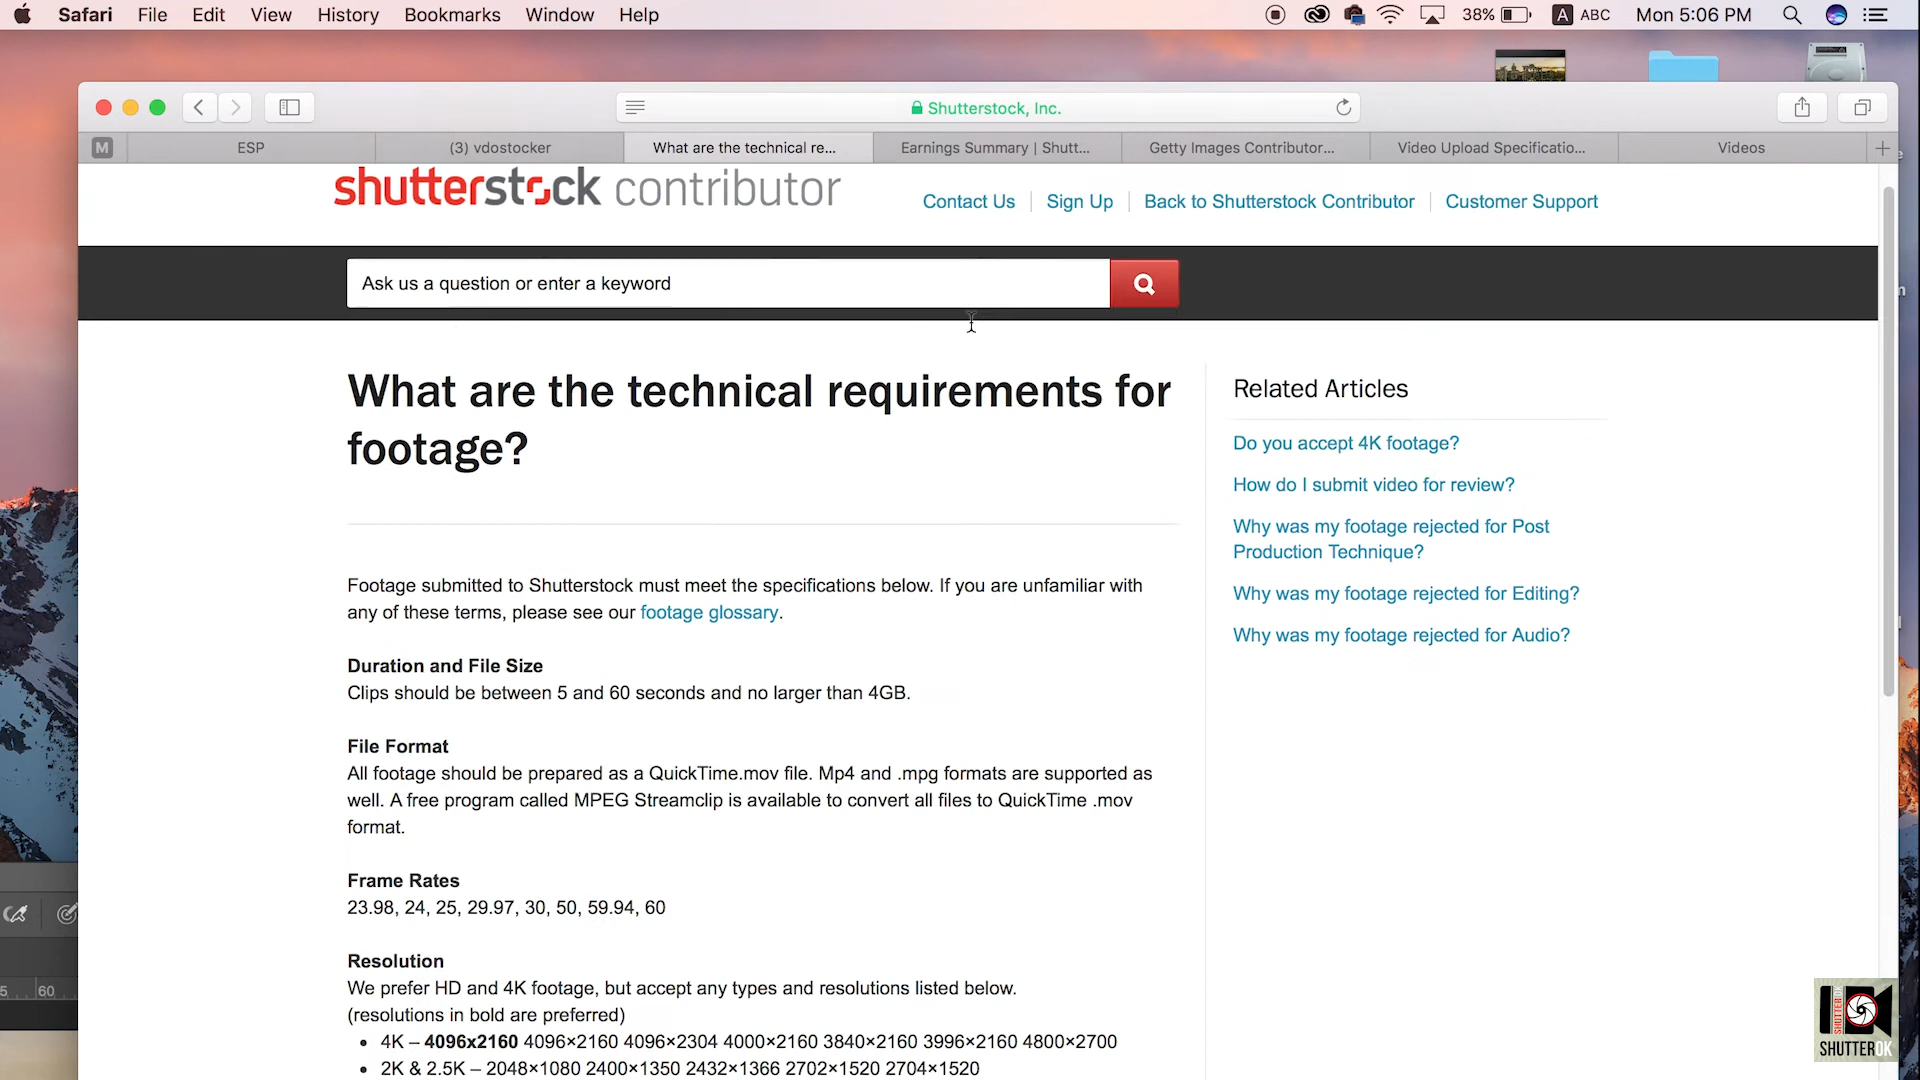 Safari File Edit View History Bookmarks Window Help 38% A ABC Mon 5:06 PM
Shutterstock, Inc.
M ESP (3) vdostocker What are the technical re... Earnings Summary | Shutt... Getty Images Contributor... Video Upload Specificatio... Videos
shutterstock contributor
Contact Us Sign Up Back to Shutterstock Contributor Customer Support
Ask us a question or enter a keyword
What are the technical requirements for
footage?
Footage submitted to Shutterstock must meet the specifications below. If you are unfamiliar with
any of these terms, please see our footage glossary.
Duration and File Size
Clips should be between 5 and 60 seconds and no larger than 4GB.
File Format
All footage should be prepared as a QuickTime.mov file. Mp4 and .mpg formats are supported as
well. A free program called MPEG Streamclip is available to convert all files to QuickTime .mov
format.
Frame Rates
23.98, 24, 25, 29.97, 30, 50, 59.94, 60
Resolution
We prefer HD and 4K footage, but accept any types and resolutions listed below.
(resolutions in bold are preferred)
• 4K – 4096x2160 4096×2160 4096×2304 4000×2160 3840×2160 3996×2160 4800×2700
• 2K & 2.5K – 2048×1080 2400×1350 2432×1366 2702×1520 2704×1520
Related Articles
Do you accept 4K footage?
How do I submit video for review?
Why was my footage rejected for Post
Production Technique?
Why was my footage rejected for Editing?
Why was my footage rejected for Audio?
5 60
SHUTTEROK
SHUTTEROK